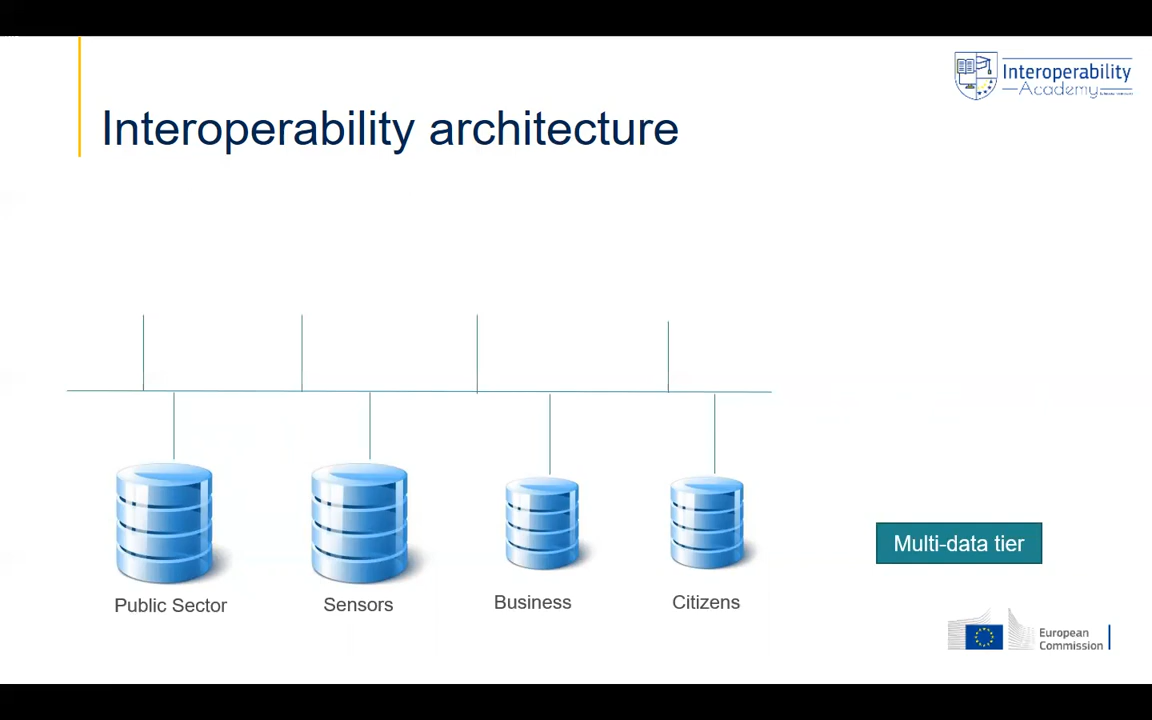 Interoperability
Academy
Interoperability architecture
Public Sector
Sensors
Business
Citizens
Multi-data tier
European
Commission